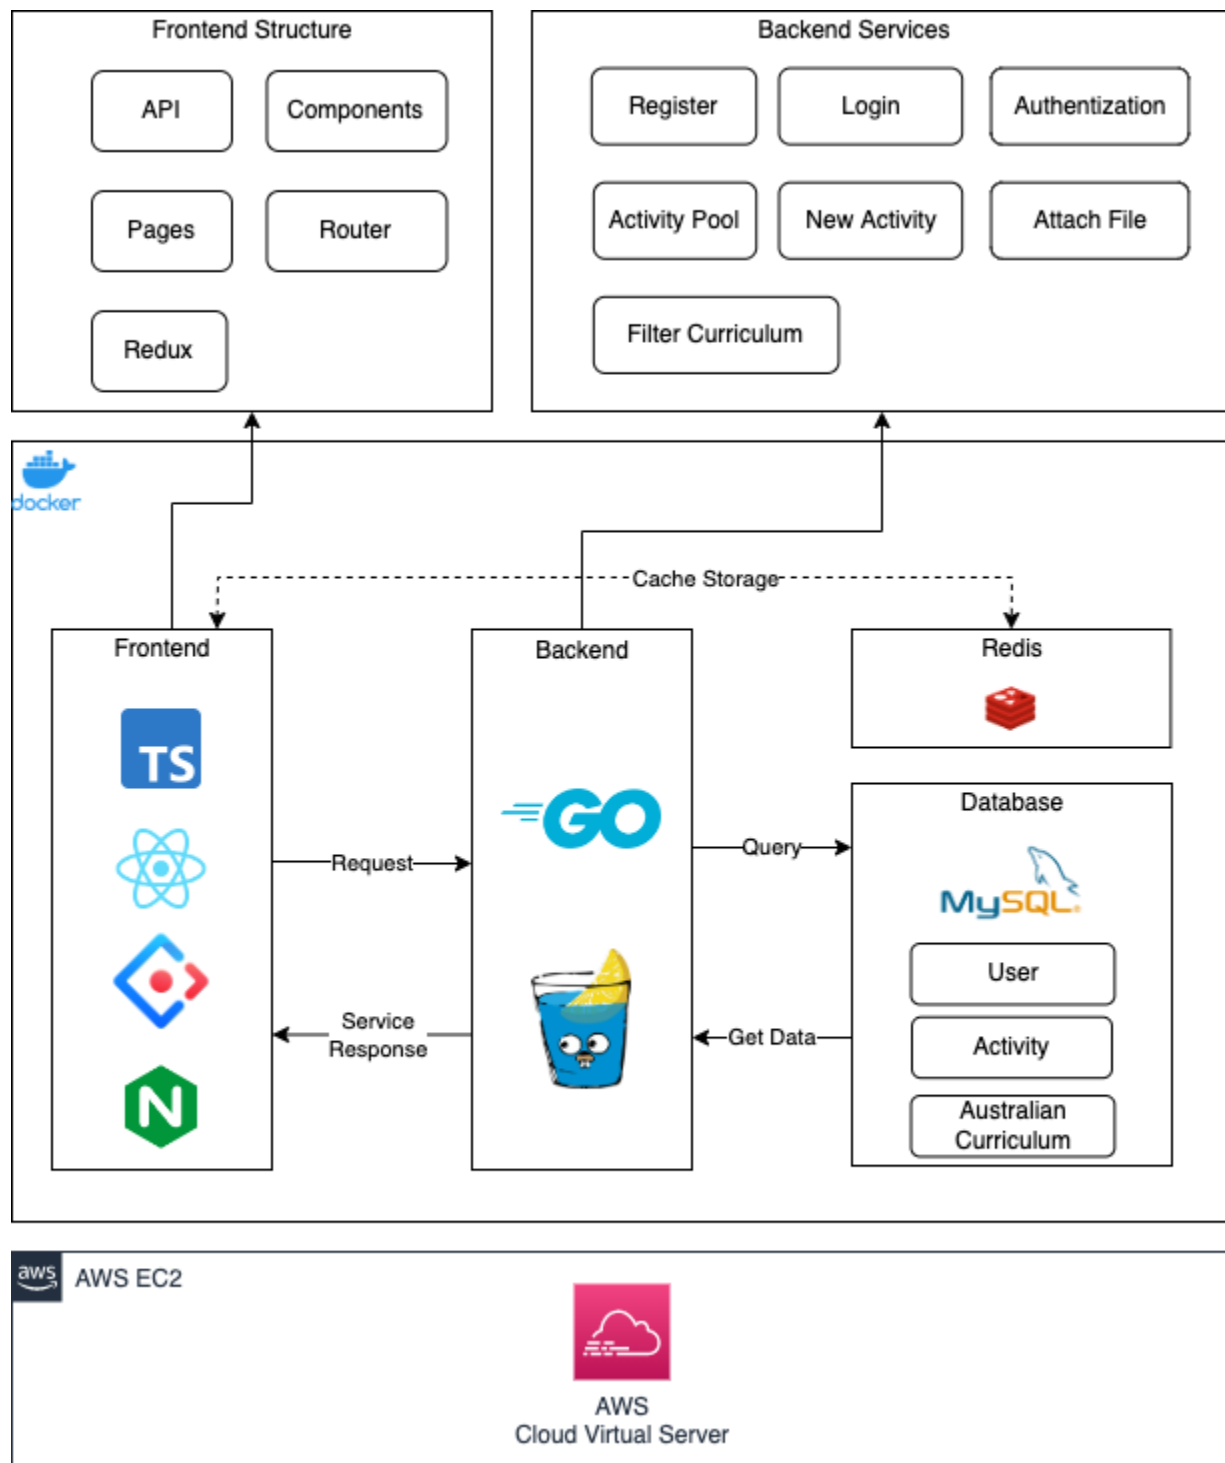 Frontend Structure
API
Components
Pages
Router
Redux
Backend Services
Register
Login
Authentization
Activity Pool
New Activity
Attach File
Filter Curriculum
docker
Cache Storage
Frontend
TS
Request
Service
Response
Backend
GO
Query
Get Data
Redis
Database
MySQL
User
Activity
Australian
Curriculum
N
aws
AWS EC2
AWS
Cloud Virtual Server